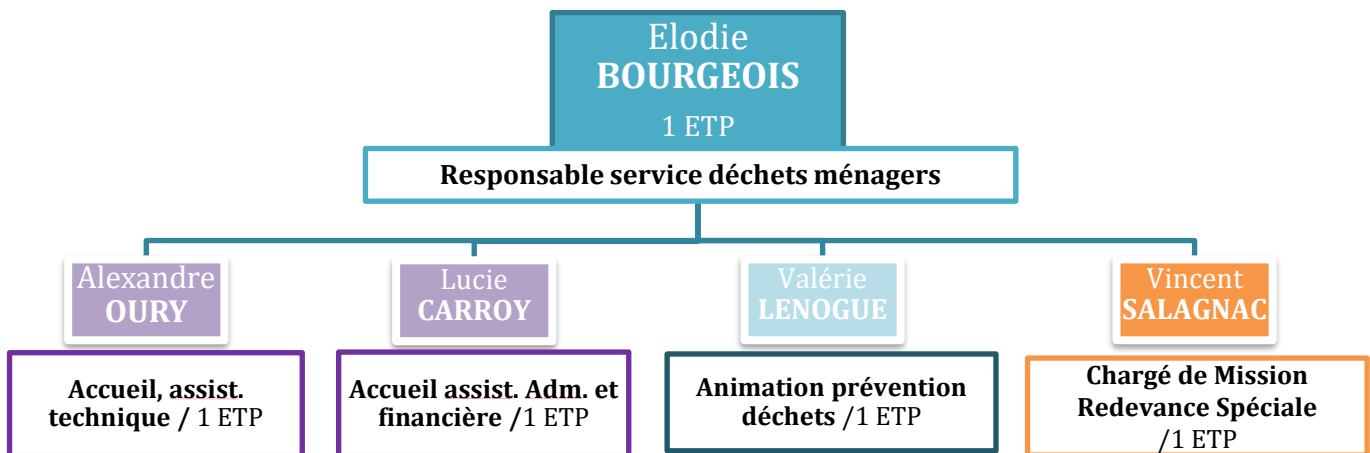 Elodie
BOURGEOIS
1 ETP
Responsable service déchets ménagers
Alexandre
OURY
Lucie
CARROY
Valérie
LENOGUE
Vincent
SALAGNAC
Accueil, assist.
technique / 1 ETP
Accueil assist. Adm. et
financière /1 ETP
Animation prévention
déchets /1 ETP
Chargé de Mission
Redevance Spéciale
/1 ETP